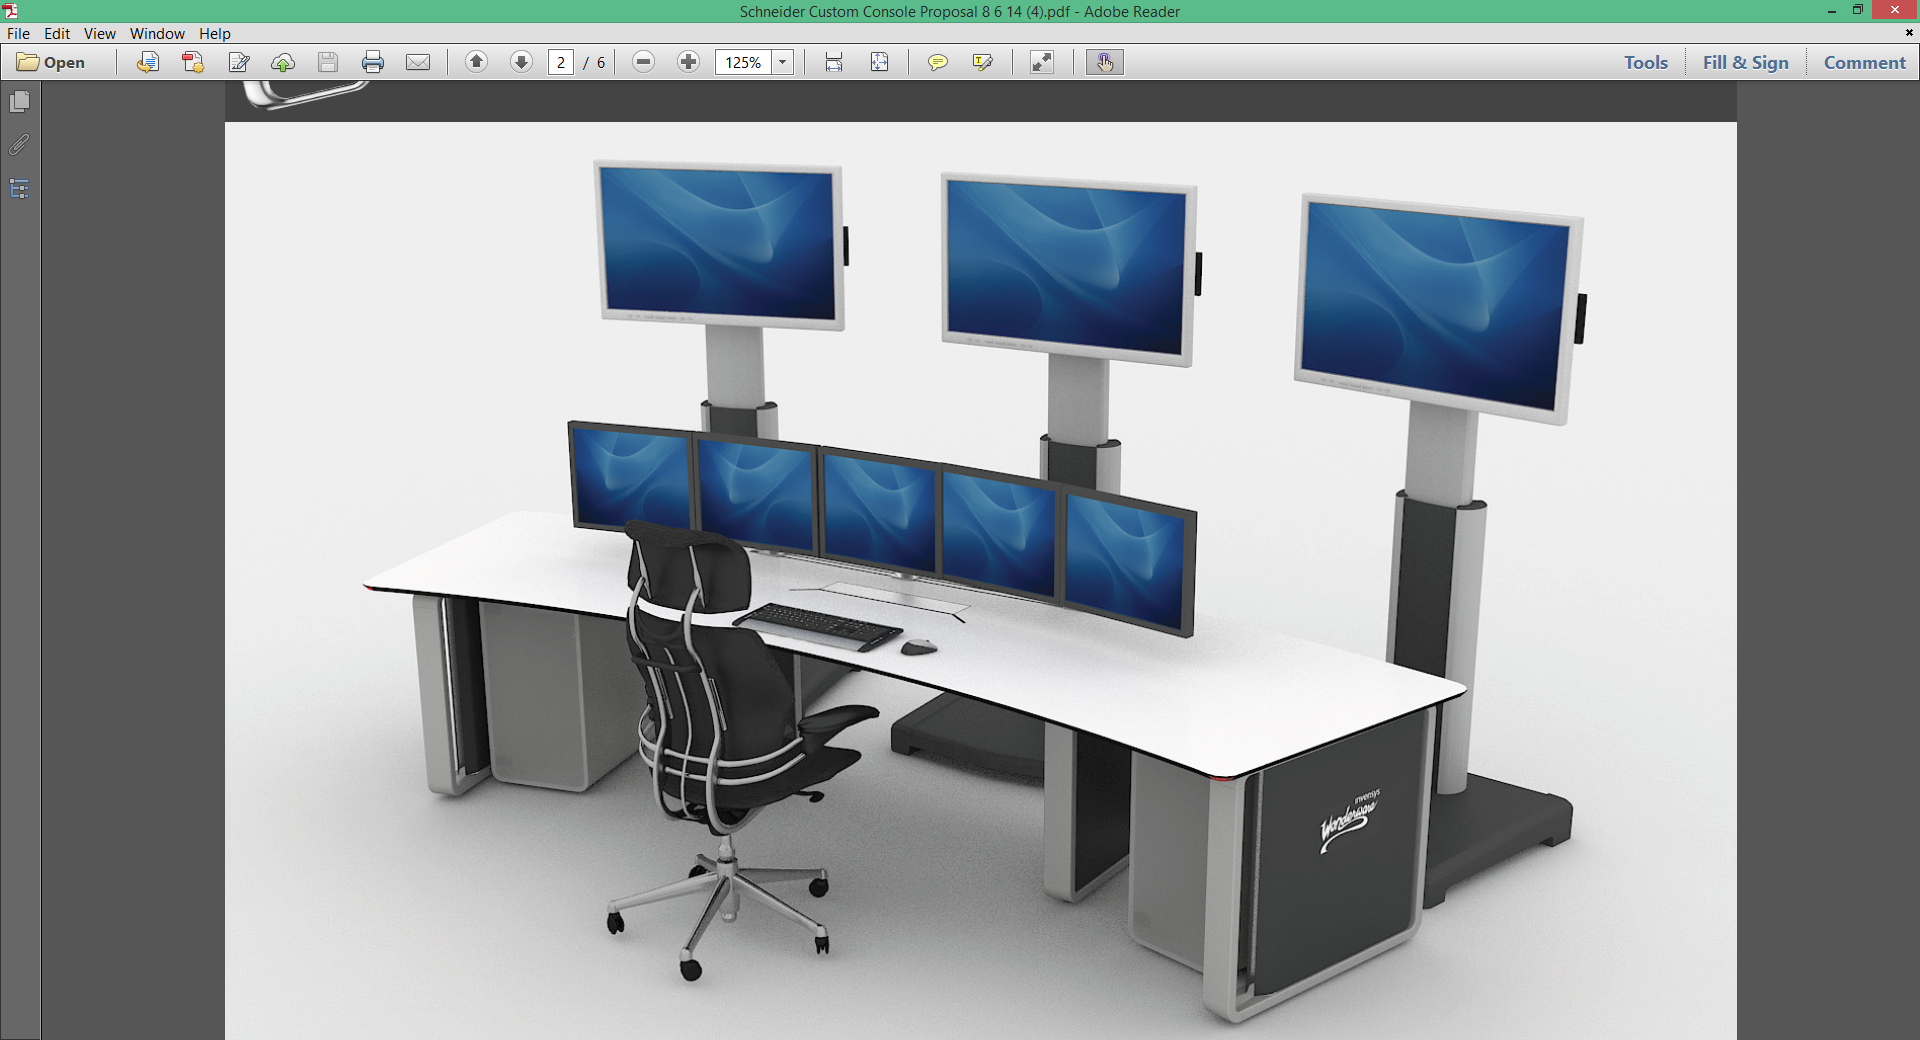 Schneider Custom Console Proposal 8 6 14 (4).pdf - Adobe Reader
File Edit View Window Help
Open 2 / 6 125% Tools Fill & Sign Comment
invensys
Wonderware